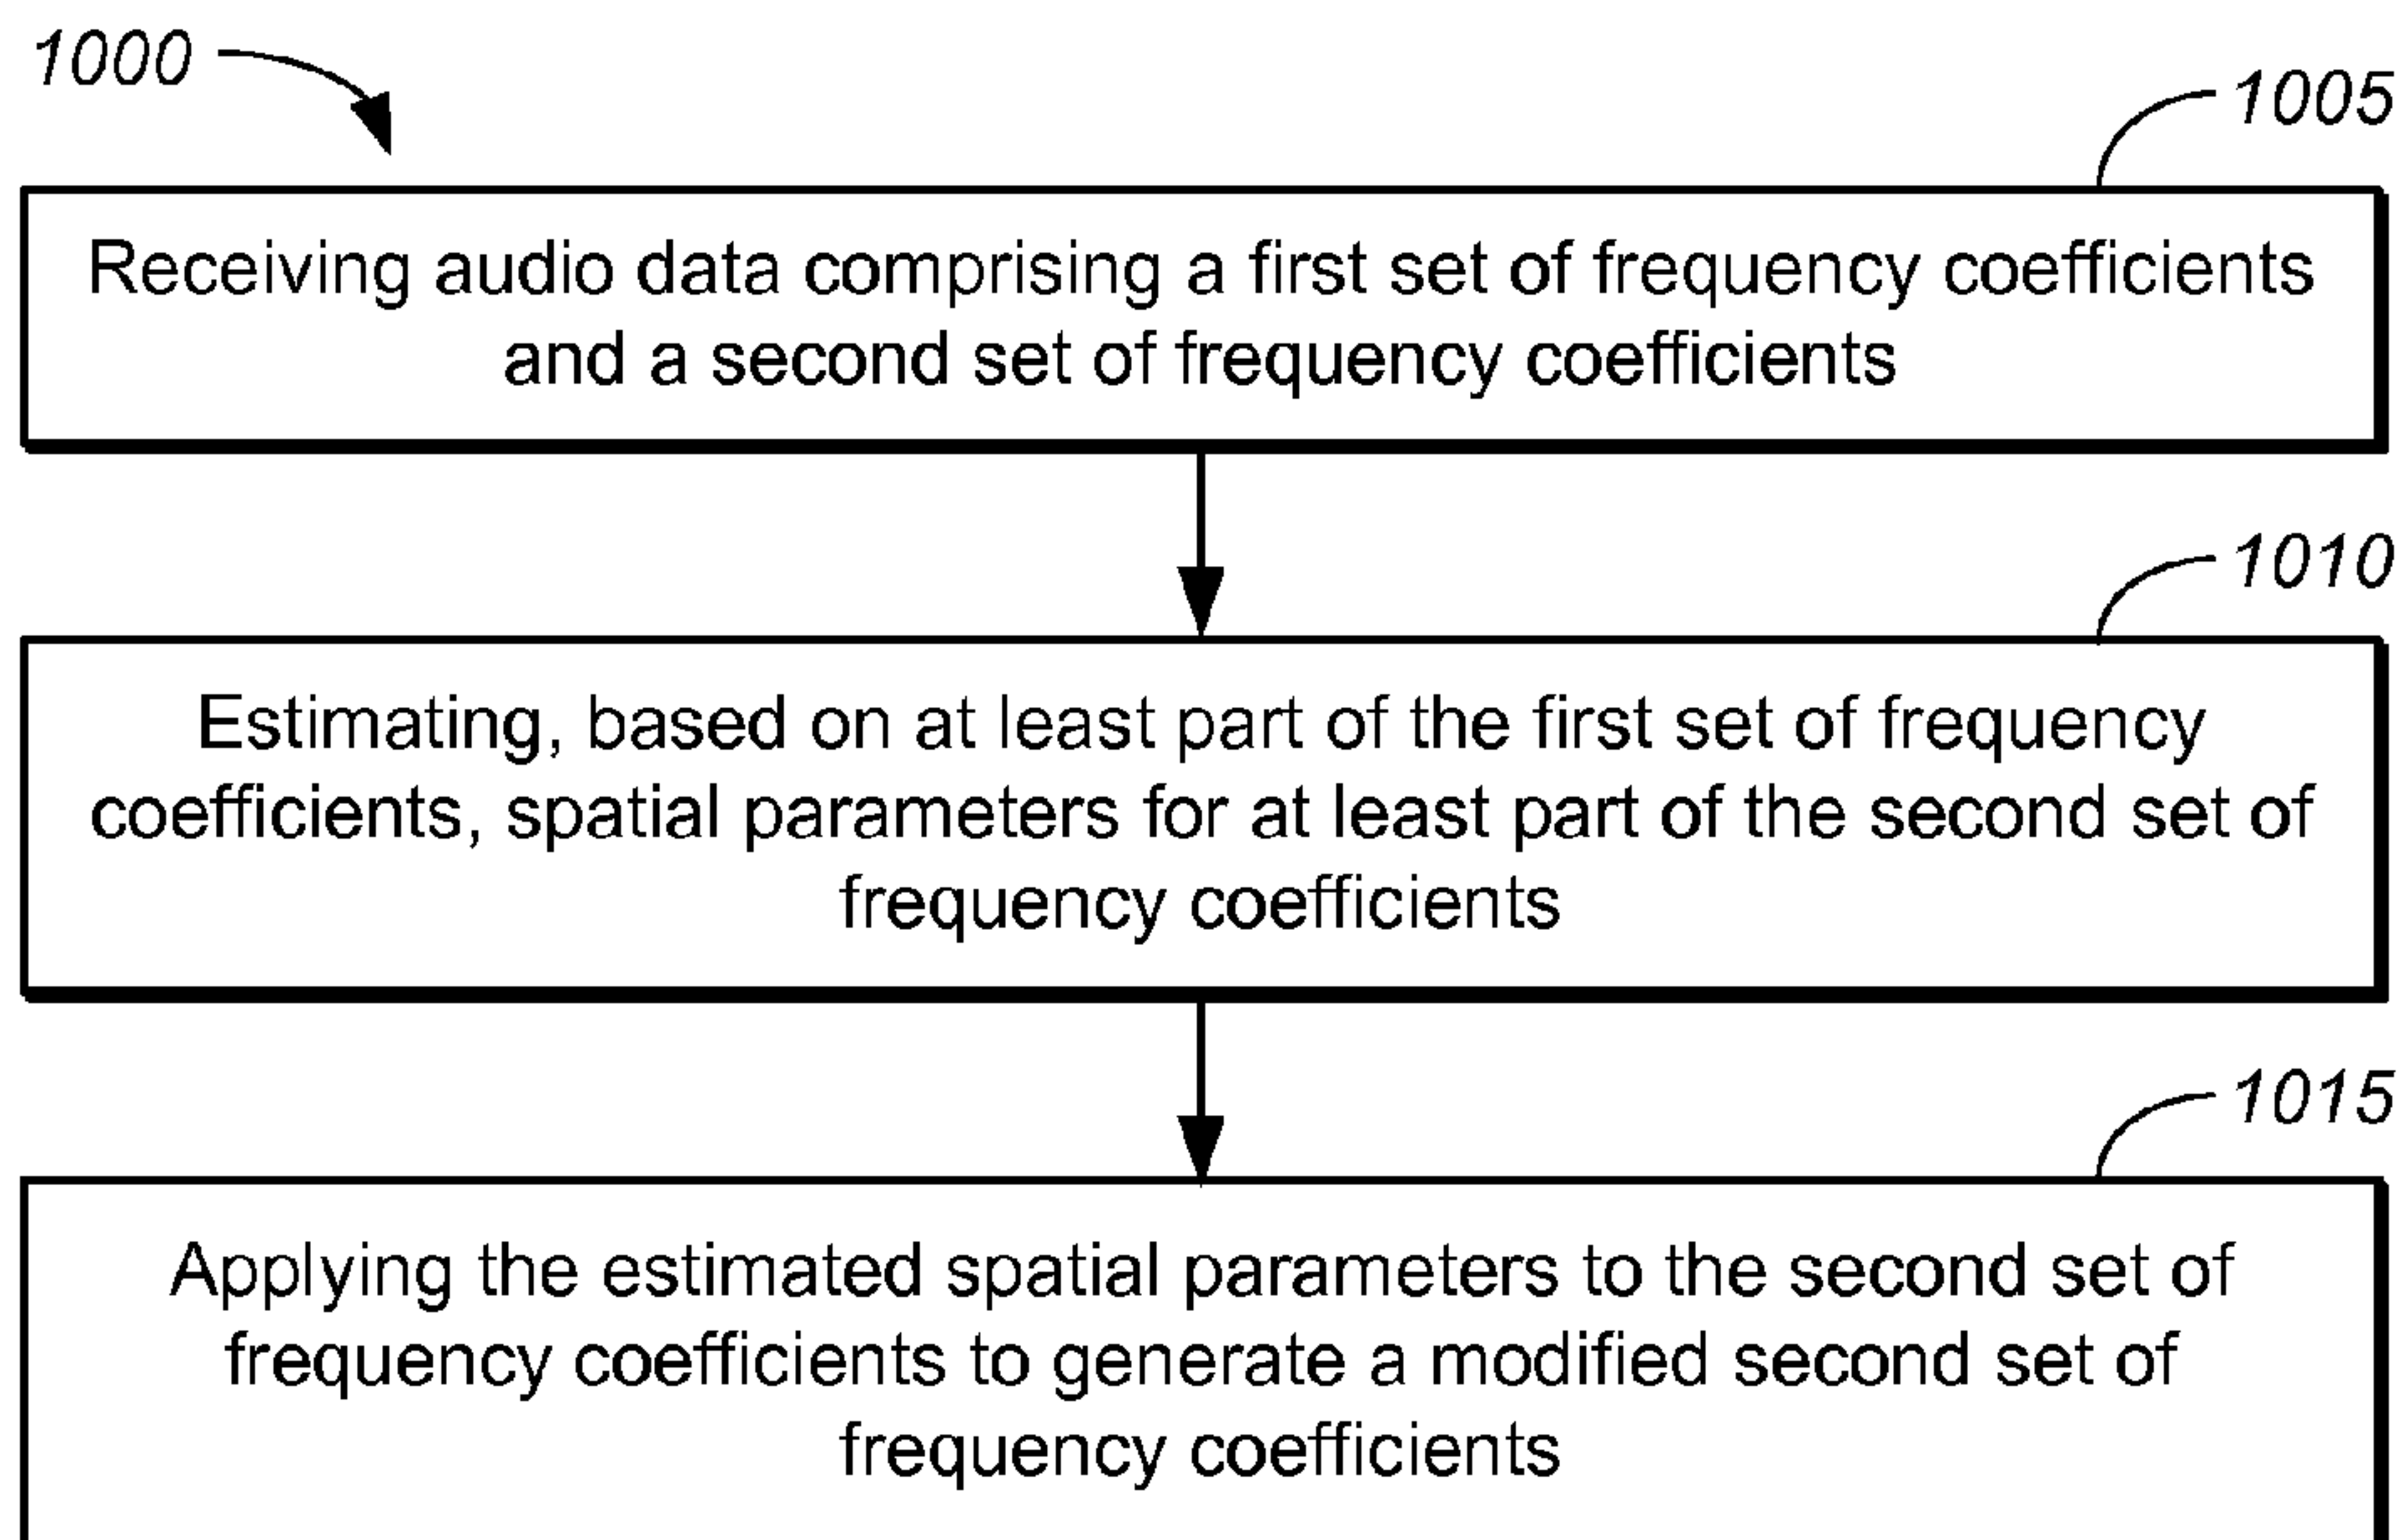 1000
1005
Receiving audio data comprising a first set of frequency coefficients
and a second set of frequency coefficients
1010
Estimating, based on at least part of the first set of frequency
coefficients, spatial parameters for at least part of the second set of
frequency coefficients
1015
Applying the estimated spatial parameters to the second set of
frequency coefficients to generate a modified second set of
frequency coefficients